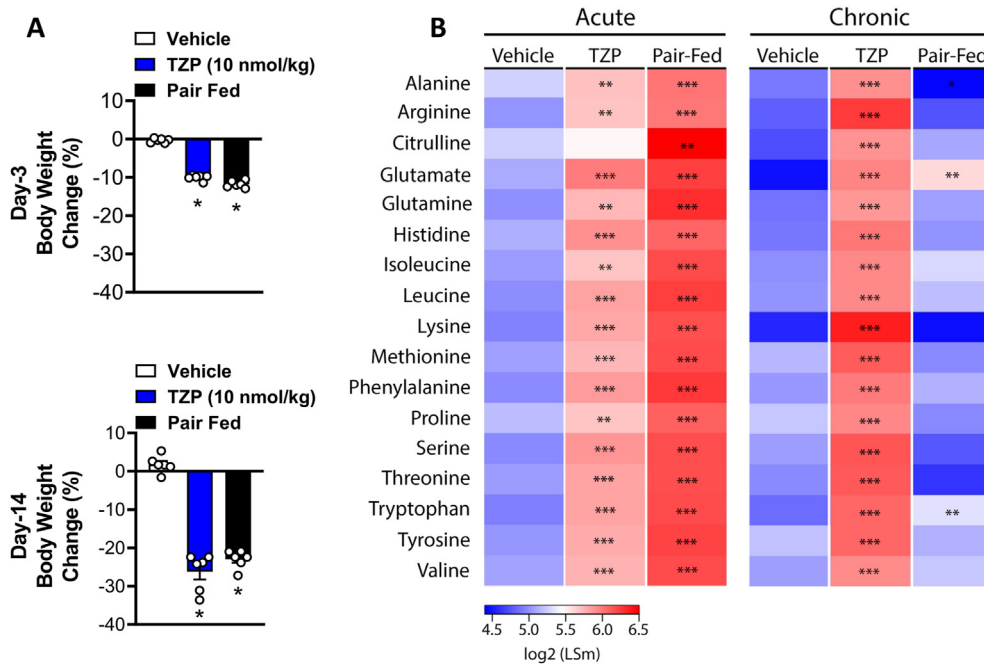 A
Vehicle
TZP (10 nmol/kg)
Pair Fed
10
0
-10
-20
-30
-40
Day-3
Body Weight
Change (%)
*
*
Vehicle
TZP (10 nmol/kg)
Pair Fed
10
0
-10
-20
-30
-40
Day-14
Body Weight
Change (%)
*
*
B
Acute Chronic
Vehicle TZP Pair-Fed Vehicle TZP Pair-Fed
Alanine ** *** *** *
Arginine ** *** ***
Citrulline ** ***
Glutamate *** *** *** **
Glutamine ** *** ***
Histidine *** *** ***
Isoleucine ** *** ***
Leucine *** *** ***
Lysine *** *** ***
Methionine *** *** ***
Phenylalanine *** *** ***
Proline ** *** ***
Serine *** *** ***
Threonine *** *** ***
Tryptophan *** *** *** **
Tyrosine *** *** ***
Valine *** *** ***
4.5 5.0 5.5 6.0 6.5
log2 (LSm)